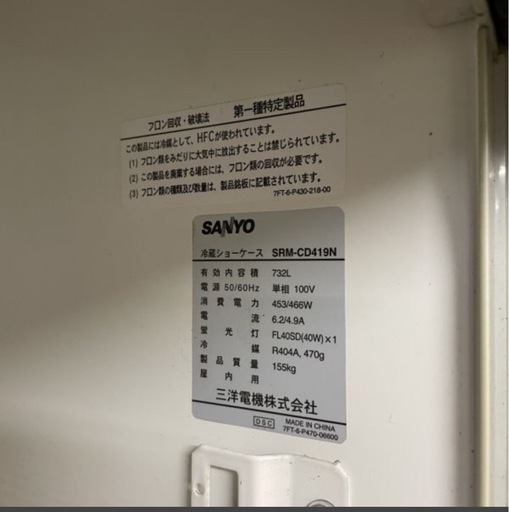 フロン回収・破壊法 第一種特定製品
この製品には冷媒として、HFCが使われています。
(1) フロン類をみだりに大気中に放出することは禁じられています。
(2) この製品を廃棄する場合には、フロン類の回収が必要です。
(3) フロン類の種類及び数量は、製品銘板に記載されています。
7FT-6-P430-218-00
SANYO
冷蔵ショーケース SRM-CD419N
有効内容積 732L
電源50/60Hz 単相 100V
消費電力 453/466W
電流 6.2/4.9A
蛍光灯 FL40SD(40W)×1
冷媒 R404A, 470g
製品質量 155kg
屋内用
三洋電機株式会社
DSC MADE IN CHINA
7FT-6-P470-06600